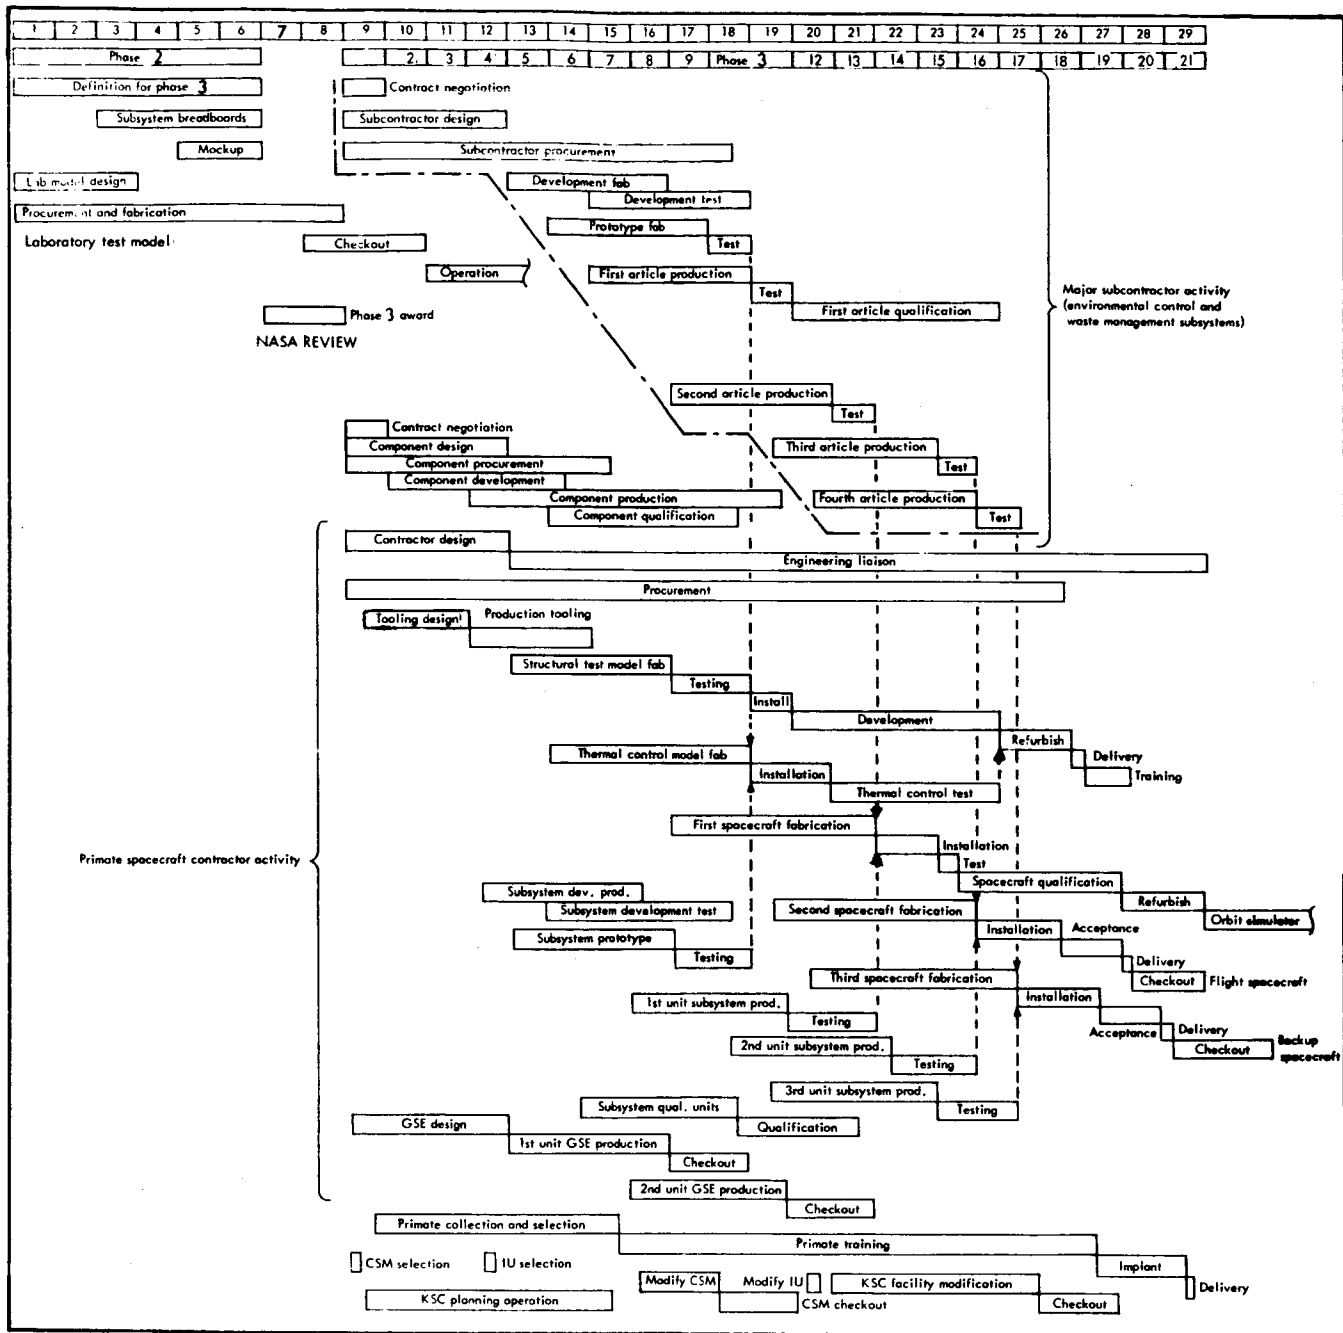 1 2 3 4 5 6 7 8 9 10 11 12 13 14 15 16 17 18 19 20 21 22 23 24 25 26 27 28 29
Phase 2 2. 3 4 5 6 7 8 9 Phase 3 12 13 14 15 16 17 18 19 20 21
Definition for phase 3 Contract negotiation
Subsystem breadboards Subcontractor design
Mockup Subcontractor procurement
Lab model design Development fab
Development test
Procurement and fabrication
Prototype fab
Laboratory test model Checkout Test
Operation First article production
Test
Major subcontractor activity
(environmental control and
waste management subsystems)
First article qualification
Phase 3 award
NASA REVIEW
Second article production
Test
Contract negotiation
Component design Third article production
Component procurement Test
Component development
Component production Fourth article production
Component qualification Test
Contractor design
Engineering liaison
Procurement
Tooling design Production tooling
Structural test model fab
Testing
Install
Development
Refurbish
Thermal control model fab Delivery
Installation Training
Thermal control test
First spacecraft fabrication
Installation
Primate spacecraft contractor activity
Test
Spacecraft qualification
Subsystem dev. prod. Refurbish
Subsystem development test Second spacecraft fabrication Orbit simulator
Installation Acceptance
Subsystem prototype
Testing Delivery
Third spacecraft fabrication Checkout Flight spacecraft
1st unit subsystem prod. Installation
Testing
Acceptance Delivery
2nd unit subsystem prod. Checkout Backup
spacecraft
Testing
3rd unit subsystem prod.
Subsystem qual. units Testing
GSE design Qualification
1st unit GSE production
Checkout
2nd unit GSE production
Checkout
Primate collection and selection
Primate training
CSM selection IU selection Implant
Modify CSM Modify IU KSC facility modification Delivery
KSC planning operation CSM checkout Checkout